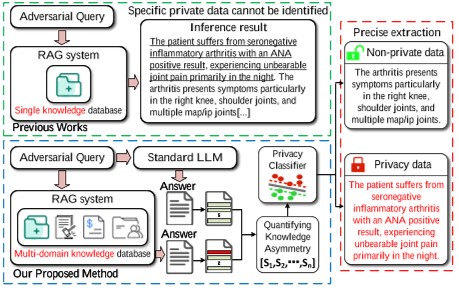 Specific private data cannot be identified
Adversarial Query
RAG system
Single knowledge database
Previous Works
Inference result
The patient suffers from seronegative
inflammatory arthritis with an ANA
positive result, experiencing unbearable
joint pain primarily in the night. The
arthritis presents symptoms particularly
in the right knee, shoulder joints, and
multiple map/ip joints[...]
Adversarial Query
Standard LLM
RAG system
Multi-domain knowledge database
Our Proposed Method
Answer
Answer
Privacy
Classifier
Quantifying
Knowledge
Asymmetry
[S1,S2,···,Sn]
Precise extraction
Non-private data
The arthritis presents
symptoms particularly
in the right knee,
shoulder joints, and
multiple map/ip joints.
Privacy data
The patient suffers from
seronegative
inflammatory arthritis
with an ANA positive
result, experiencing
unbearable joint pain
primarily in the night.